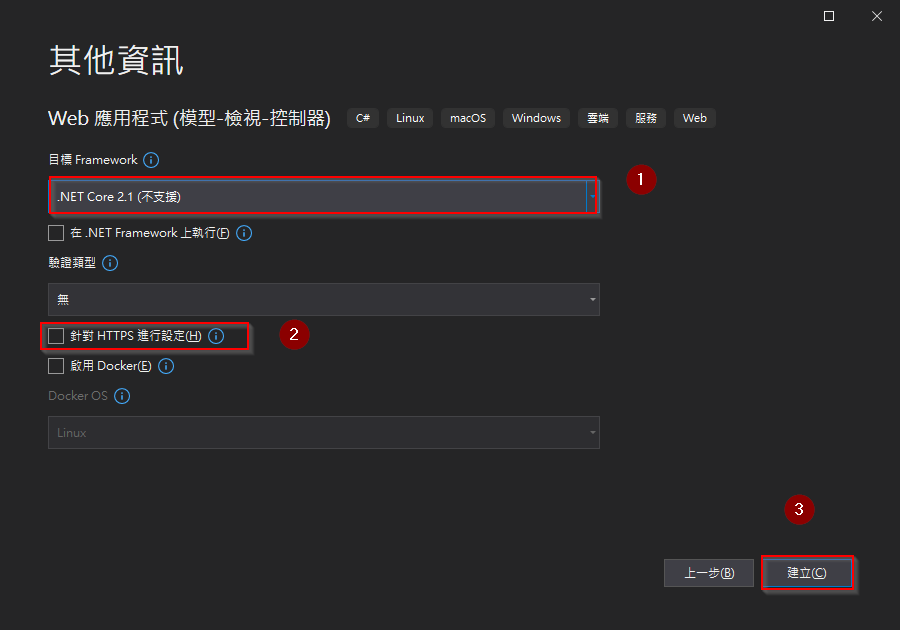 其他資訊
Web 應用程式 (模型-檢視-控制器) C# Linux macOS Windows 雲端 服務 Web
目標 Framework
.NET Core 2.1 (不支援)
1
在 .NET Framework 上執行(F)
驗證類型
無
針對 HTTPS 進行設定(H)
2
啟用 Docker(E)
Docker OS
Linux
3
上一步(B) 建立(C)